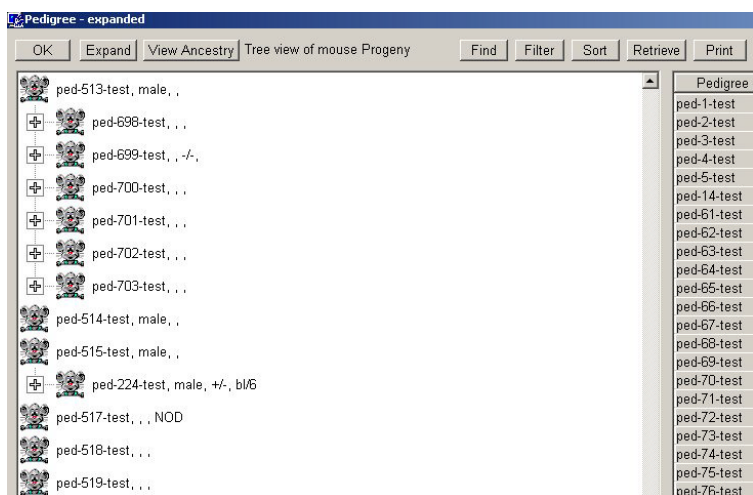 Pedigree - expanded
OK Expand View Ancestry Tree view of mouse Progeny Find Filter Sort Retrieve Print
ped-513-test, male, ,
ped-698-test, , ,
ped-699-test, , -/-,
ped-700-test, , ,
ped-701-test, , ,
ped-702-test, , ,
ped-703-test, , ,
ped-514-test, male, ,
ped-515-test, male, ,
ped-224-test, male, +/-, bl/6
ped-517-test, , , NOD
ped-518-test, , ,
ped-519-test, , ,
Pedigree
ped-1-test
ped-2-test
ped-3-test
ped-4-test
ped-5-test
ped-14-test
ped-61-test
ped-62-test
ped-63-test
ped-64-test
ped-65-test
ped-66-test
ped-67-test
ped-68-test
ped-69-test
ped-70-test
ped-71-test
ped-72-test
ped-73-test
ped-74-test
ped-75-test
ped-76-test